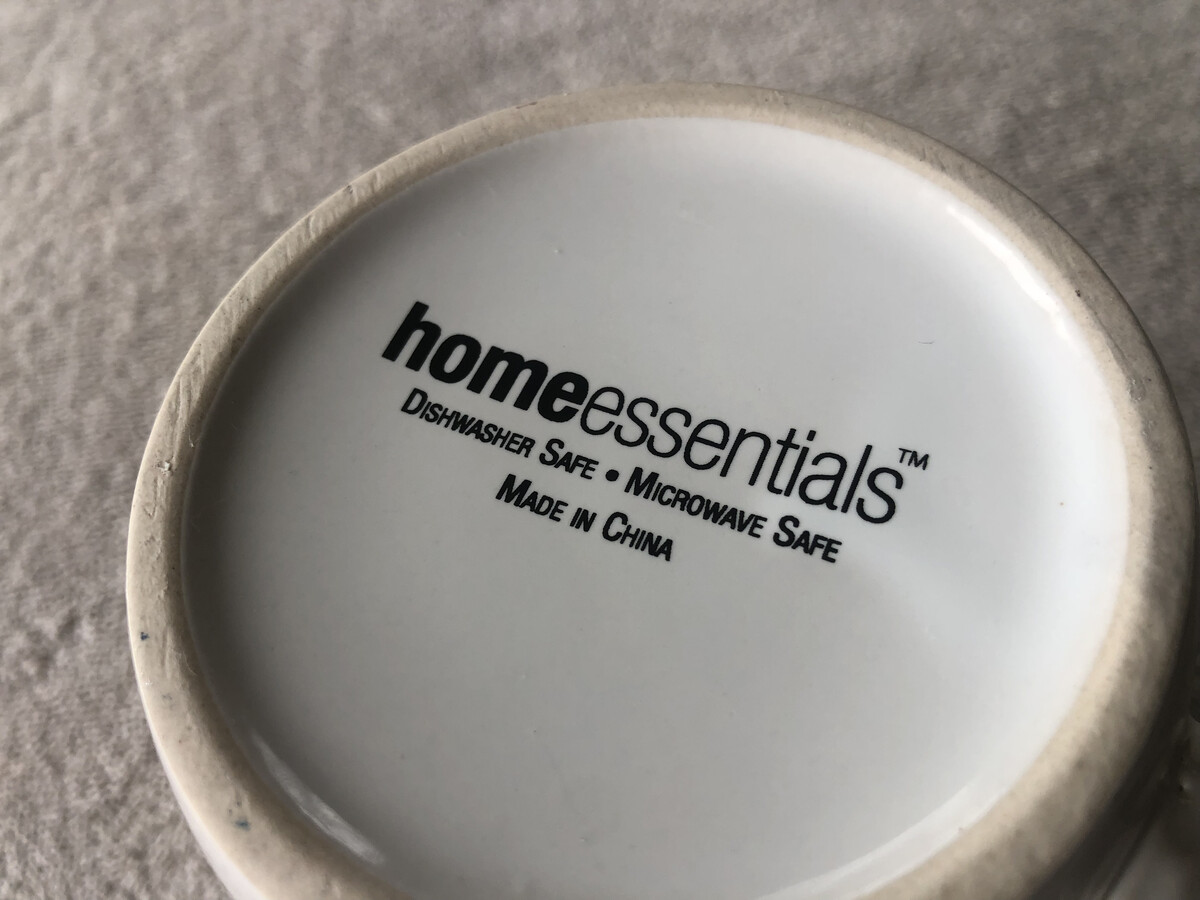 homeessentials™
DISHWASHER SAFE • MICROWAVE SAFE
MADE IN CHINA